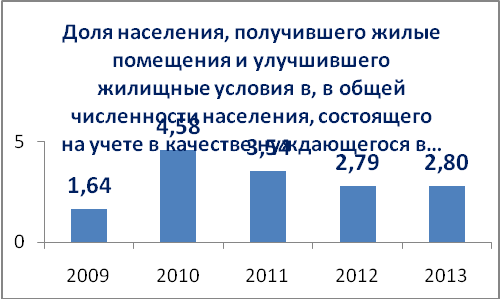 Доля населения, получившего жилые
помещения и улучшившего
жилищные условия в, в общей
численности населения, состоящего
на учете в качестве нуждающегося в...
5
0
1,64
4,58
3,54
2,79
2,80
2009
2010
2011
2012
2013